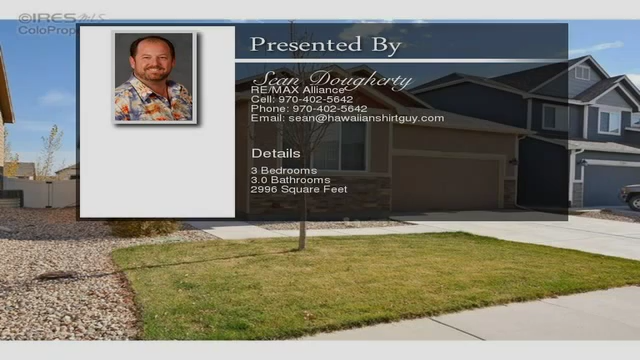 ©IRES MLS
ColoProp
Presented By
Sean Dougherty
RE/MAX Alliance
Cell: 970-402-5642
Phone: 970-402-5642
Email: sean@hawaiianshirtguy.com
Details
3 Bedrooms
3.0 Bathrooms
2996 Square Feet